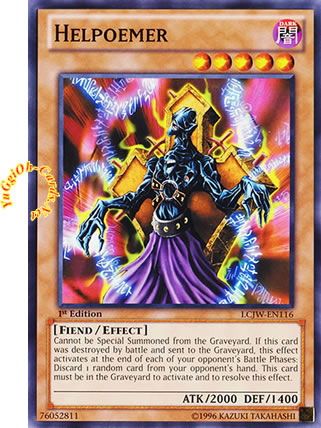 HELPOEMER
DARK
闇
YuGgiOh-Cards.Ya
1st Edition
LCJW-EN116
[FIEND / EFFECT]
Cannot be Special Summoned from the Graveyard. If this card
was destroyed by battle and sent to the Graveyard, this effect
activates at the end of each of your opponent's Battle Phases:
Discard 1 random card from your opponent's hand. This card
must be in the Graveyard to activate and to resolve this effect.
ATK/2000 DEF/1400
76052811
©1996 KAZUKI TAKAHASHI